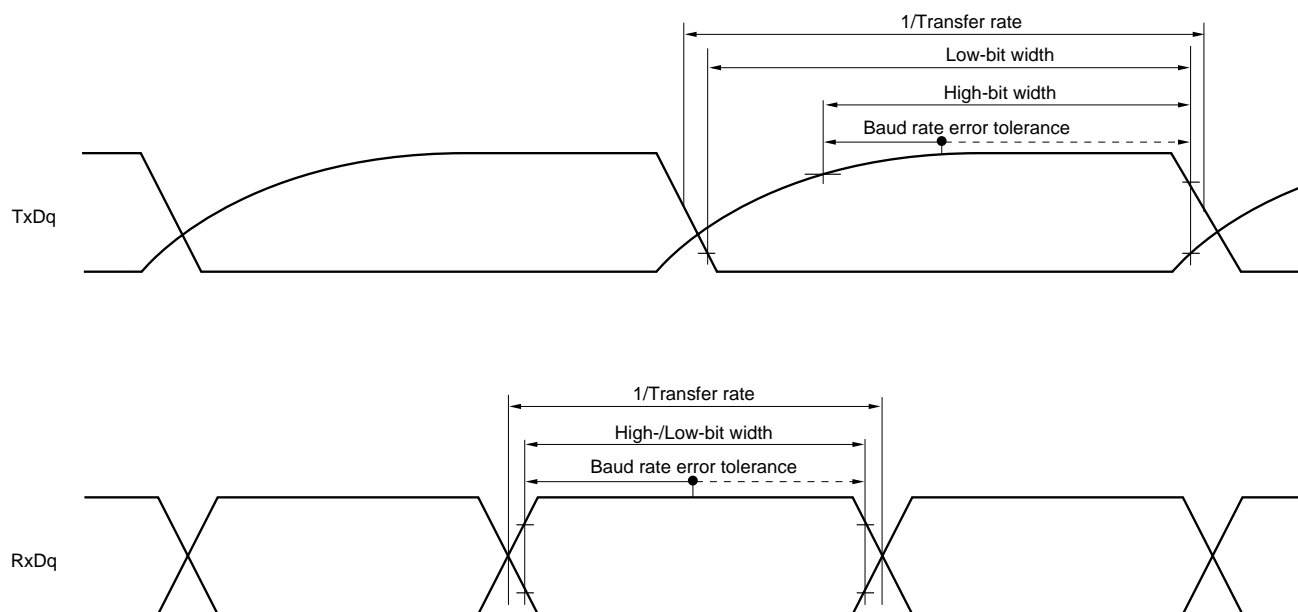 1/Transfer rate
Low-bit width
High-bit width
Baud rate error tolerance
TxDq
1/Transfer rate
High-/Low-bit width
Baud rate error tolerance
RxDq